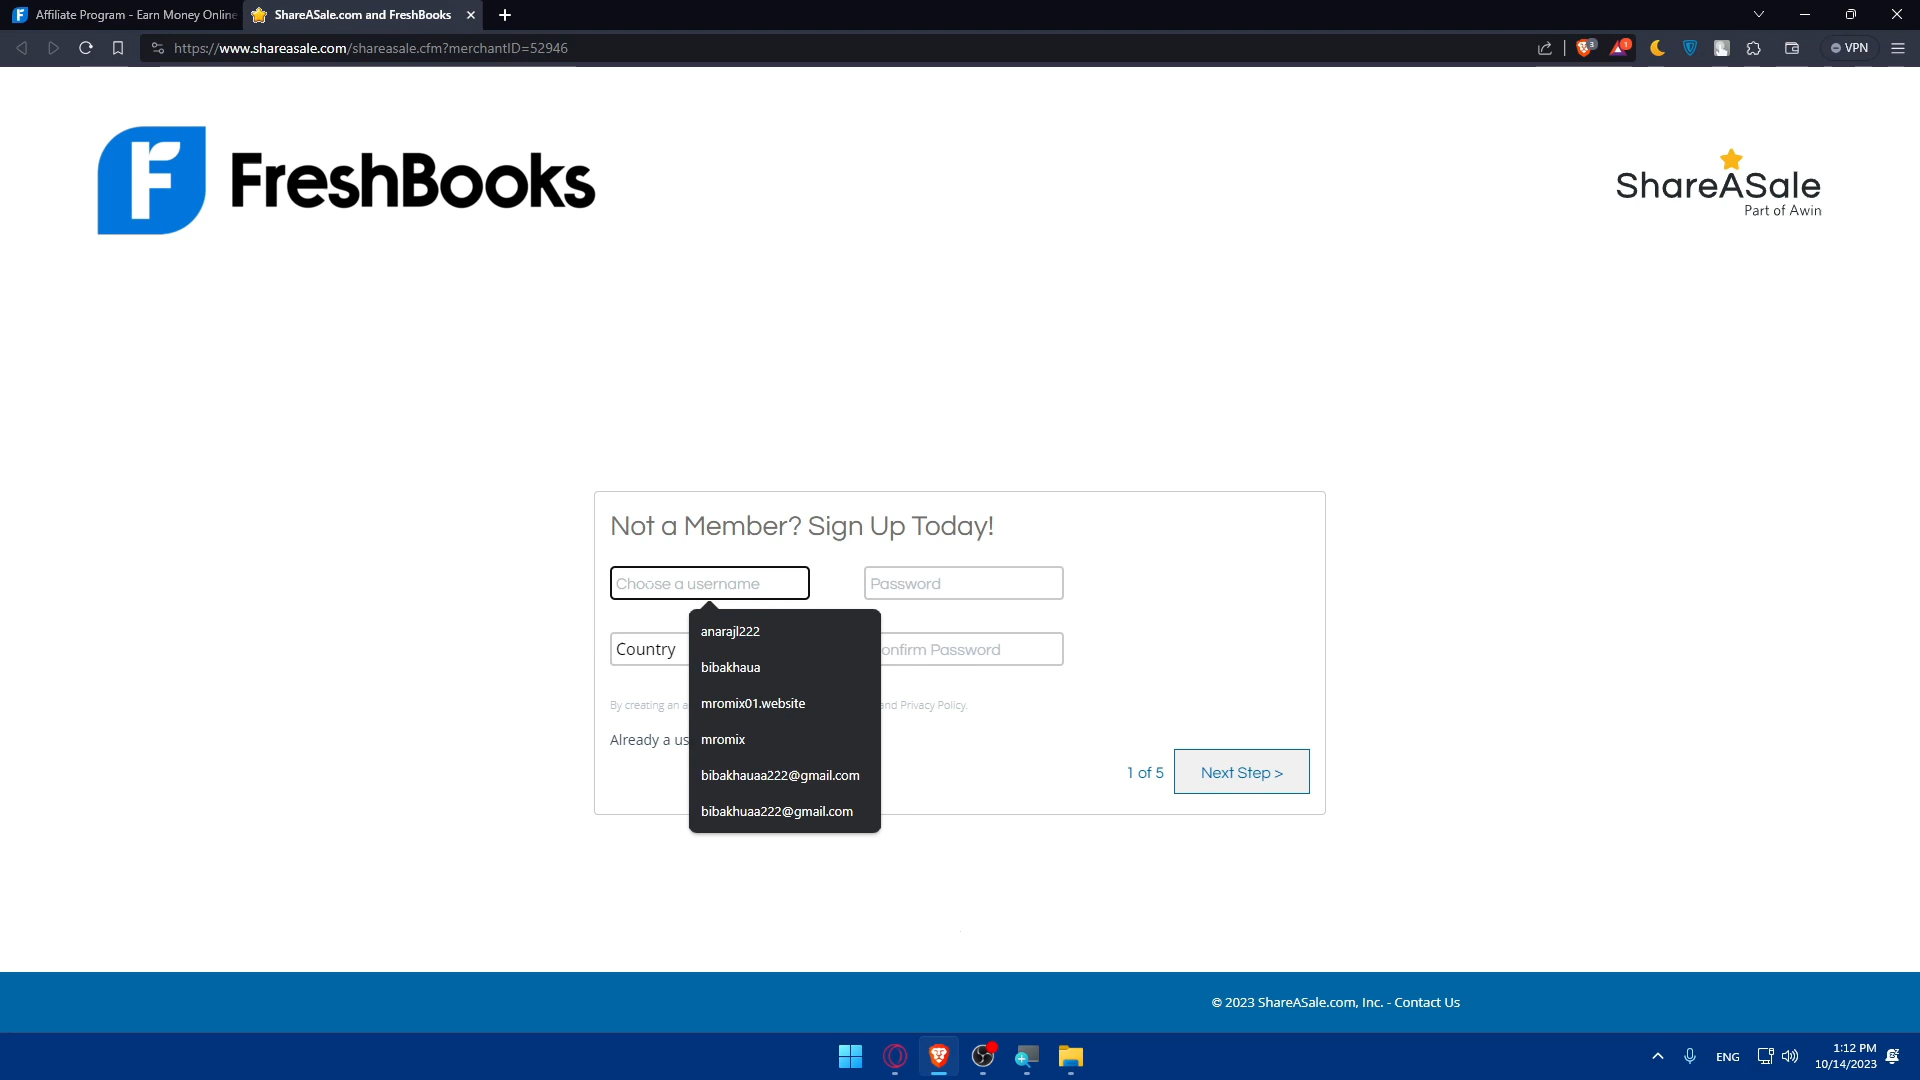 Affiliate Program - Earn Money Online
ShareASale.com and FreshBooks
https://www.shareasale.com/shareasale.cfm?merchantID=52946
3
1
VPN
FreshBooks
ShareASale
Part of Awin
Not a Member? Sign Up Today!
Choose a username
Password
anarajl222
Country
onfirm Password
bibakhaua
By creating an a
mromix01.website
and Privacy Policy.
Already a us
mromix
bibakhauaa222@gmail.com
1 of 5
Next Step >
bibakhuaa222@gmail.com
© 2023 ShareASale.com, Inc. - Contact Us
ENG
1:12 PM
10/14/2023